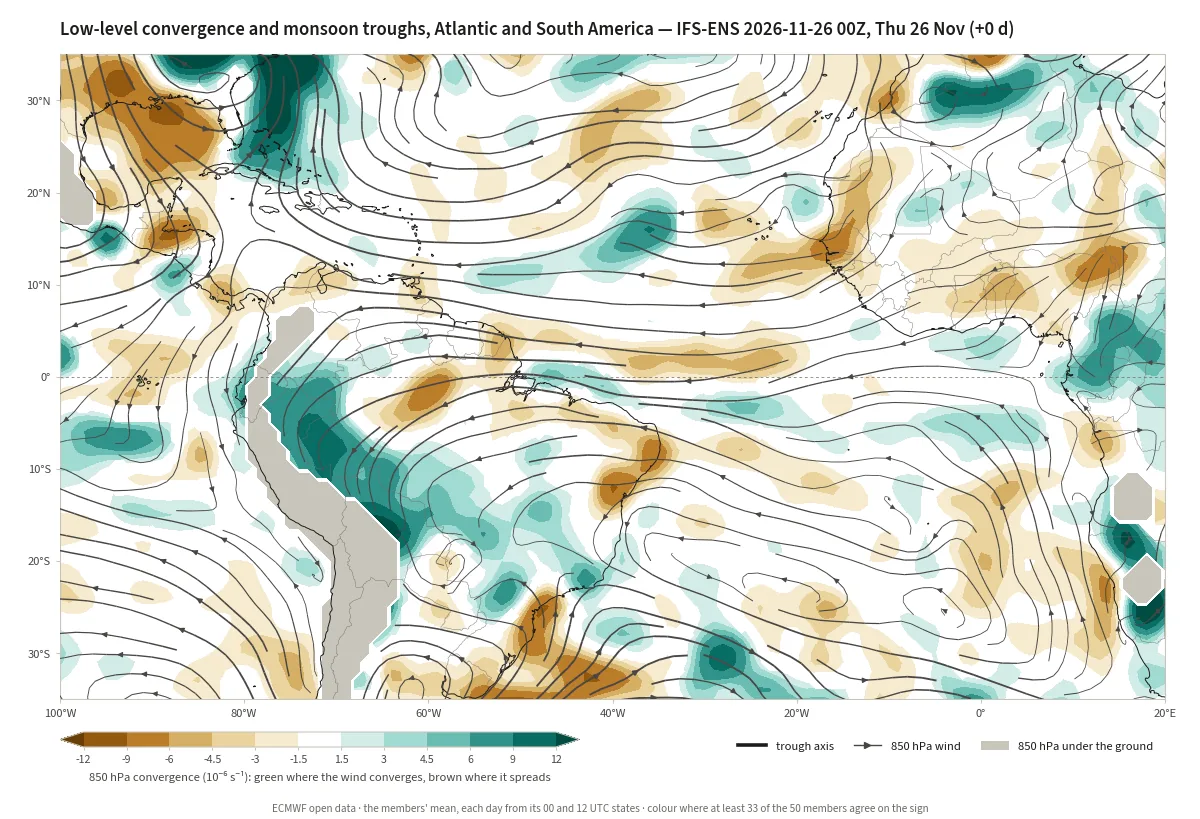 Low-level convergence and monsoon troughs, Atlantic and South America — IFS-ENS 2026-11-26 00Z, Thu 26 Nov (+0 d)
30°N
20°N
10°N
0°
10°S
20°S
30°S
100°W 80°W 60°W 40°W 20°W 0° 20°E
-12 -9 -6 -4.5 -3 -1.5 1.5 3 4.5 6 9 12
850 hPa convergence (10⁻⁶ s⁻¹): green where the wind converges, brown where it spreads
trough axis 850 hPa wind 850 hPa under the ground
ECMWF open data · the members' mean, each day from its 00 and 12 UTC states · colour where at least 33 of the 50 members agree on the sign